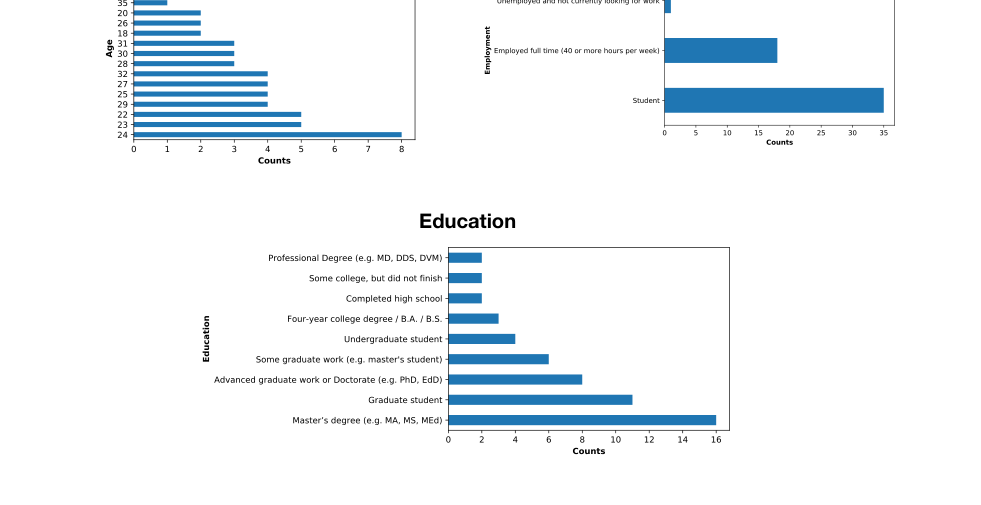 35
20
26
18
31
30
28
32
27
25
29
22
23
24
Age
0 1 2 3 4 5 6 7 8
Counts
Unemployed and not currently looking for work
Employed full time (40 or more hours per week)
Student
Employment
0 5 10 15 20 25 30 35
Counts
Education
Professional Degree (e.g. MD, DDS, DVM)
Some college, but did not finish
Completed high school
Four-year college degree / B.A. / B.S.
Undergraduate student
Some graduate work (e.g. master's student)
Advanced graduate work or Doctorate (e.g. PhD, EdD)
Graduate student
Master's degree (e.g. MA, MS, MEd)
Education
0 2 4 6 8 10 12 14 16
Counts